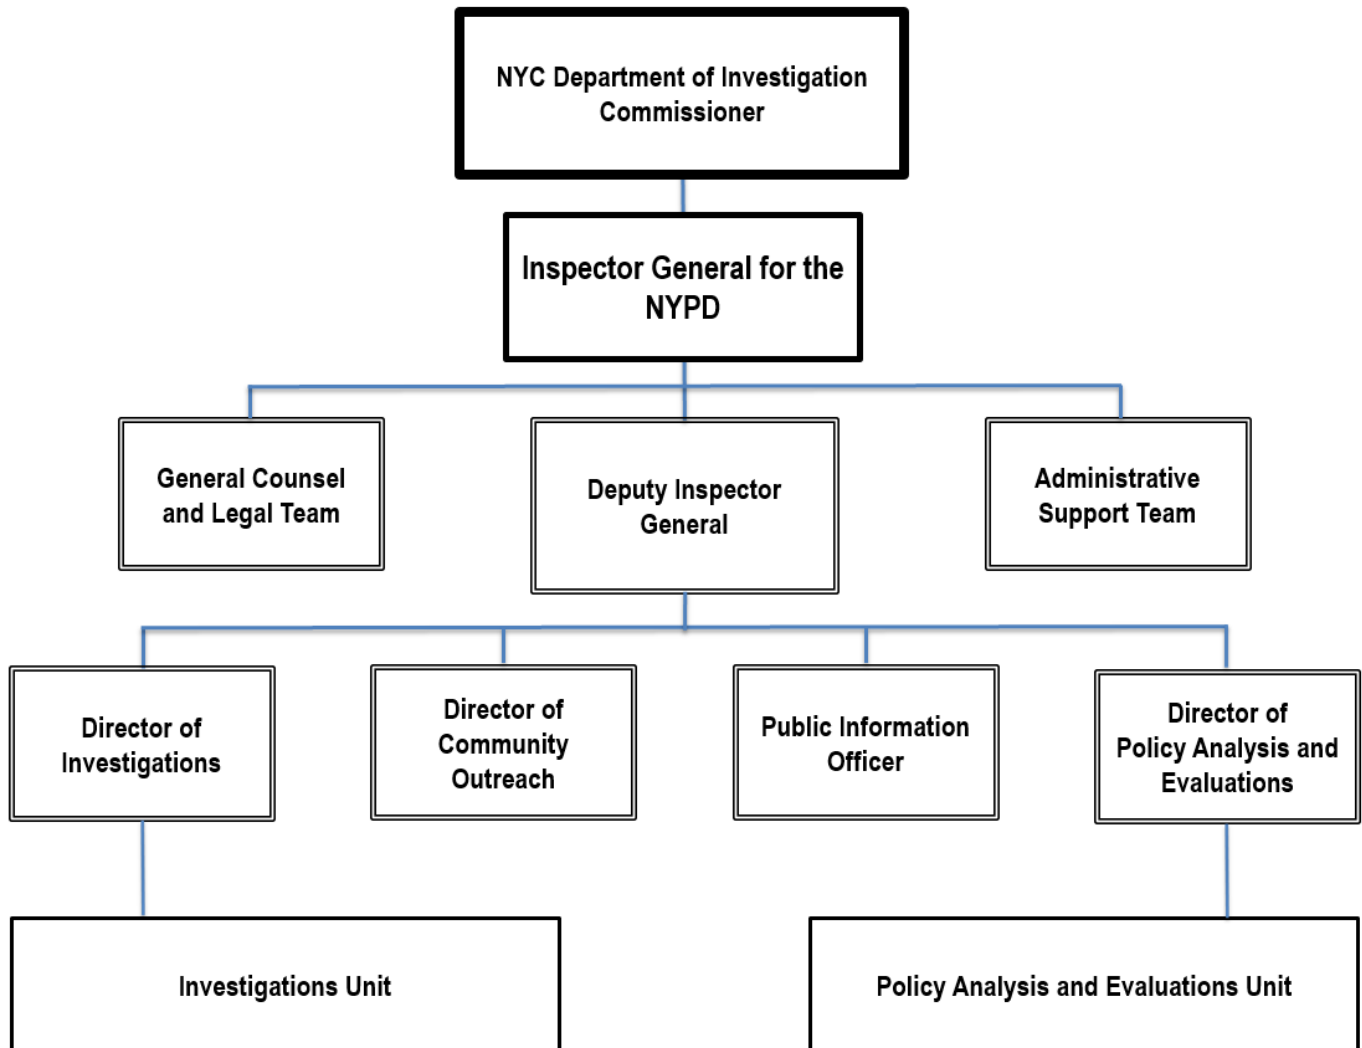 NYC Department of Investigation
Commissioner
Inspector General for the
NYPD
General Counsel
and Legal Team
Deputy Inspector
General
Administrative
Support Team
Director of
Investigations
Director of
Community
Outreach
Public Information
Officer
Director of
Policy Analysis and
Evaluations
Investigations Unit
Policy Analysis and Evaluations Unit